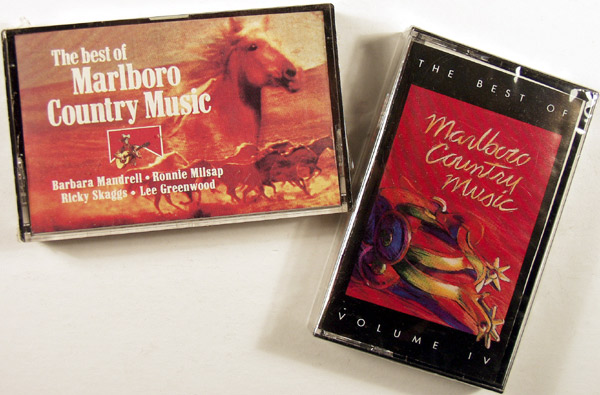 The best of
Marlboro
Country Music
Barbara Mandrell • Ronnie Milsap
Ricky Skaggs • Lee Greenwood
THE BEST OF
Marlboro
Country
Music
VOLUME IV